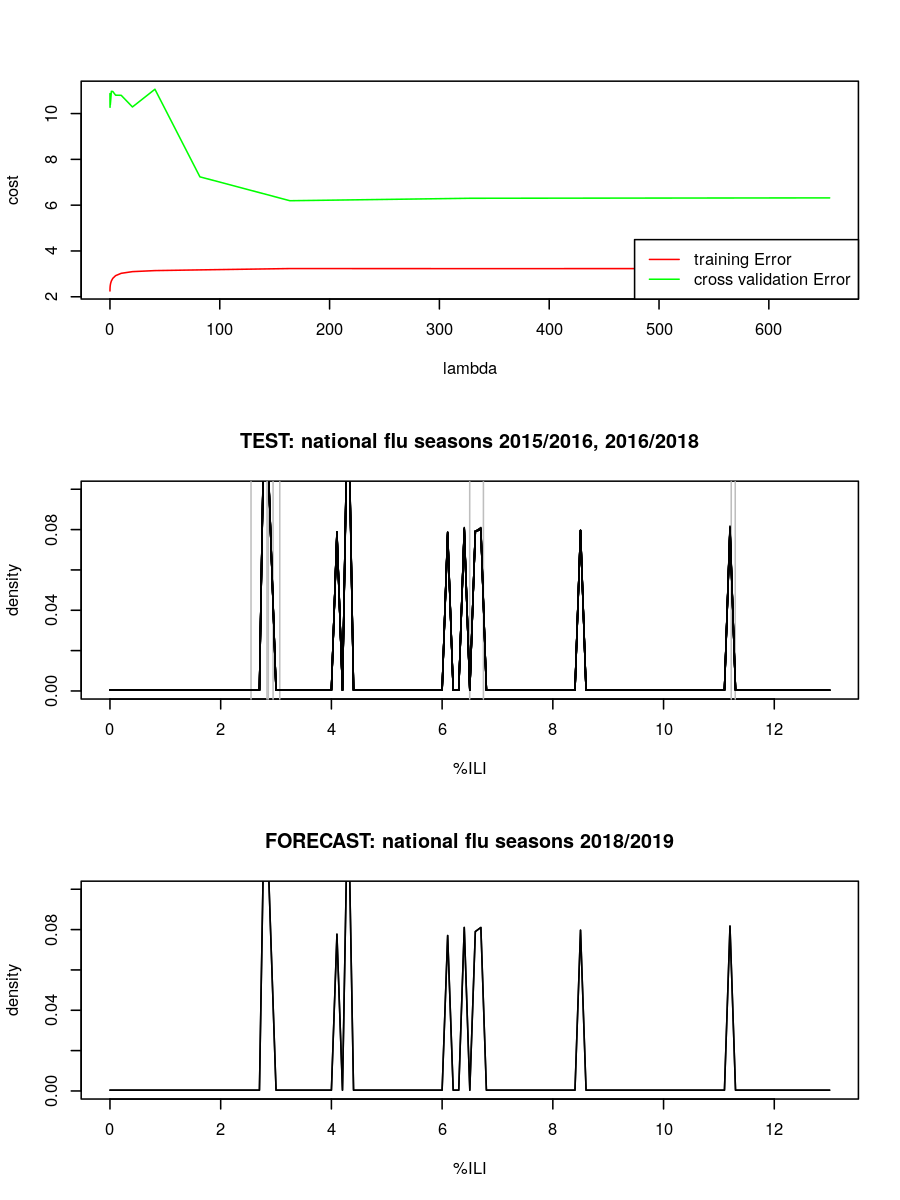 cost
2 4 6 8 10
training Error
cross validation Error
0 100 200 300 400 500 600
lambda
TEST: national flu seasons 2015/2016, 2016/2018
density
0.00 0.04 0.08
0 2 4 6 8 10 12
%ILI
FORECAST: national flu seasons 2018/2019
density
0.00 0.04 0.08
0 2 4 6 8 10 12
%ILI